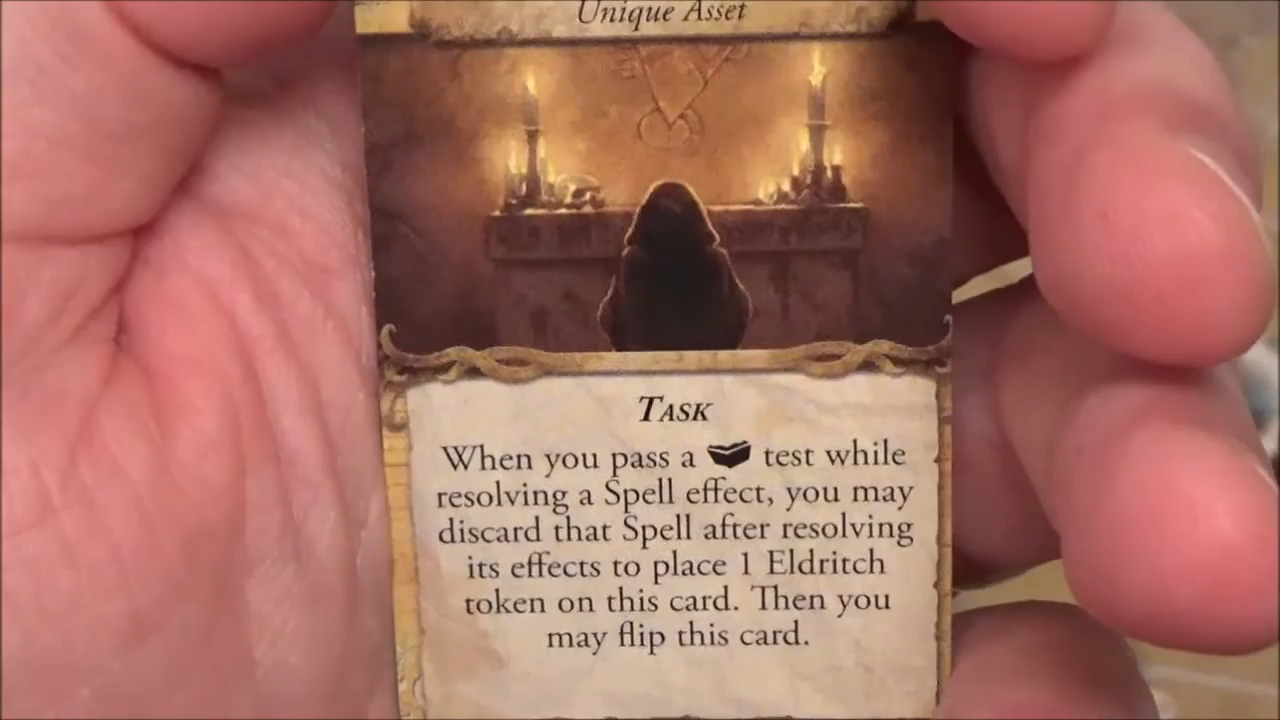 Unique Asset
TASK
When you pass a test while
resolving a Spell effect, you may
discard that Spell after resolving
its effects to place 1 Eldritch
token on this card. Then you
may flip this card.